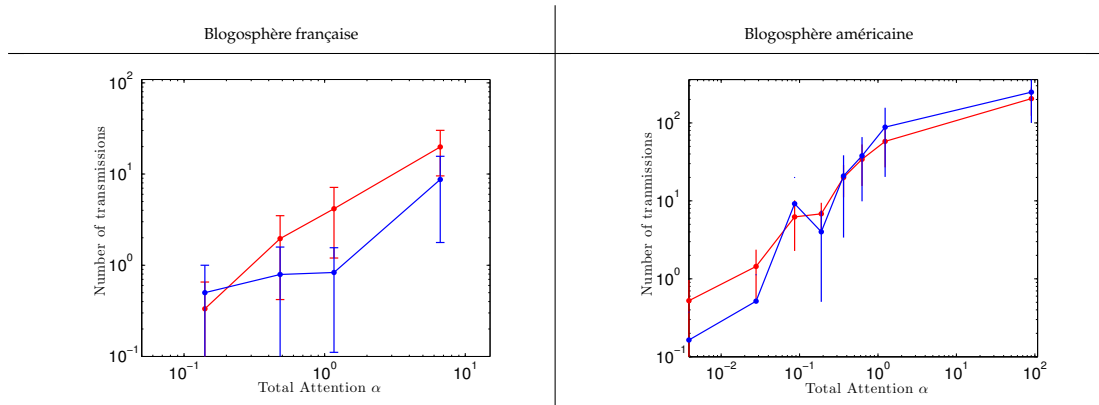 Blogosphère française
Blogosphère américaine
10^2
10^1
10^0
10^-1
Number of transmissions
10^-1
10^0
10^1
Total Attention α
10^2
10^1
10^0
10^-1
Number of tranmissions
10^-2
10^-1
10^0
10^1
10^2
Total Attention α